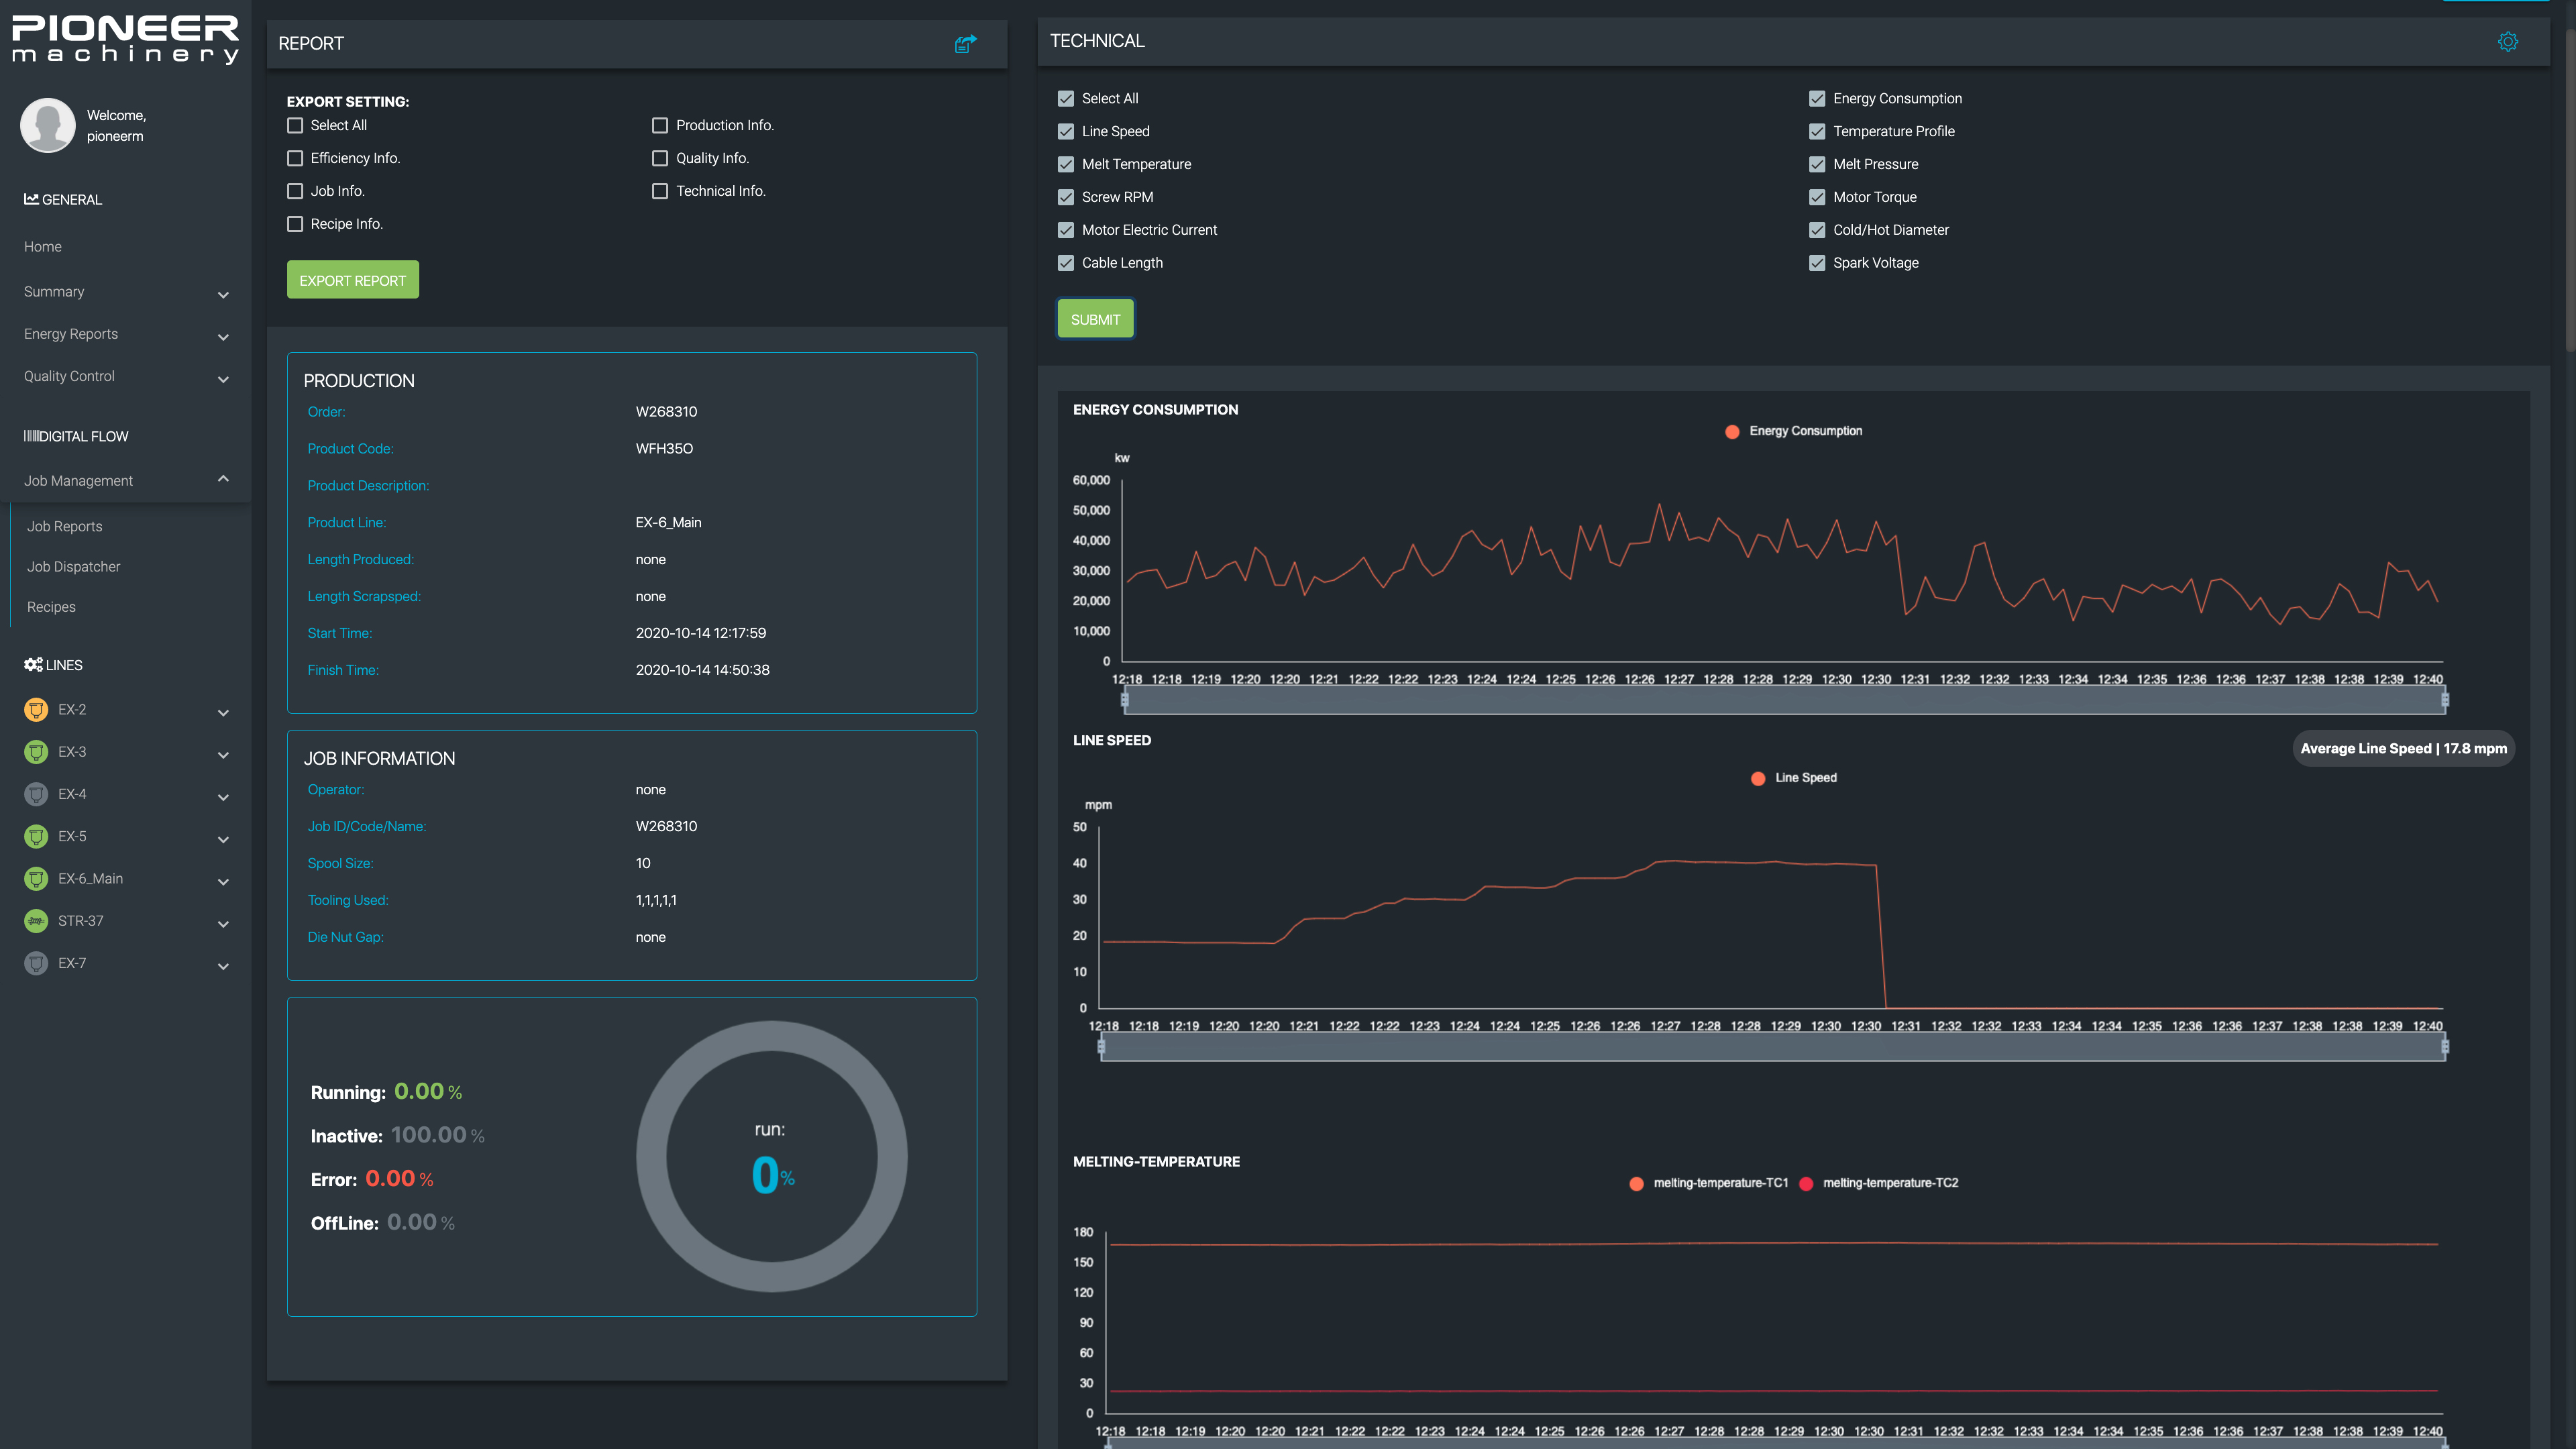 PIONEER
machinery
Welcome,
pioneerm
GENERAL
Home
Summary
Energy Reports
Quality Control
DIGITAL FLOW
Job Management
Job Reports
Job Dispatcher
Recipes
LINES
EX-2
EX-3
EX-4
EX-5
EX-6_Main
STR-37
EX-7
REPORT
EXPORT SETTING:
Select All Production Info.
Efficiency Info. Quality Info.
Job Info. Technical Info.
Recipe Info.
EXPORT REPORT
PRODUCTION
Order: W268310
Product Code: WFH35O
Product Description:
Product Line: EX-6_Main
Length Produced: none
Length Scrapsped: none
Start Time: 2020-10-14 12:17:59
Finish Time: 2020-10-14 14:50:38
JOB INFORMATION
Operator: none
Job ID/Code/Name: W268310
Spool Size: 10
Tooling Used: 1,1,1,1,1
Die Nut Gap: none
Running: 0.00 %
Inactive: 100.00 %
Error: 0.00 %
OffLine: 0.00 %
run:
0%
TECHNICAL
Select All Energy Consumption
Line Speed Temperature Profile
Melt Temperature Melt Pressure
Screw RPM Motor Torque
Motor Electric Current Cold/Hot Diameter
Cable Length Spark Voltage
SUBMIT
ENERGY CONSUMPTION
Energy Consumption
kw
60,000
50,000
40,000
30,000
20,000
10,000
0
12:18 12:18 12:19 12:20 12:20 12:21 12:22 12:22 12:23 12:24 12:24 12:25 12:26 12:26 12:27 12:28 12:28 12:29 12:30 12:30 12:31 12:32 12:32 12:33 12:34 12:34 12:35 12:36 12:36 12:37 12:38 12:38 12:39 12:40
LINE SPEED
Average Line Speed | 17.8 mpm
Line Speed
mpm
50
40
30
20
10
0
12:18 12:18 12:19 12:20 12:20 12:21 12:22 12:22 12:23 12:24 12:24 12:25 12:26 12:26 12:27 12:28 12:28 12:29 12:30 12:30 12:31 12:32 12:32 12:33 12:34 12:34 12:35 12:36 12:36 12:37 12:38 12:38 12:39 12:40
MELTING-TEMPERATURE
melting-temperature-TC1 melting-temperature-TC2
180
150
120
90
60
30
0
12:18 12:18 12:19 12:20 12:20 12:21 12:22 12:22 12:23 12:24 12:24 12:25 12:26 12:26 12:27 12:28 12:28 12:29 12:30 12:30 12:31 12:32 12:32 12:33 12:34 12:34 12:35 12:36 12:36 12:37 12:38 12:38 12:39 12:40